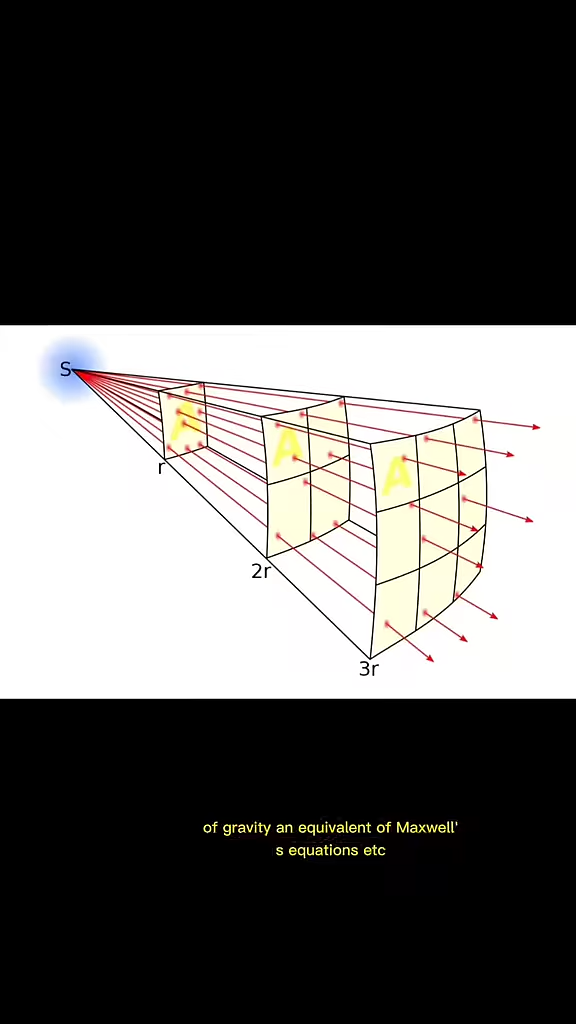 S
A
A
A
r
2r
3r
of gravity an equivalent of Maxwell'
s equations etc